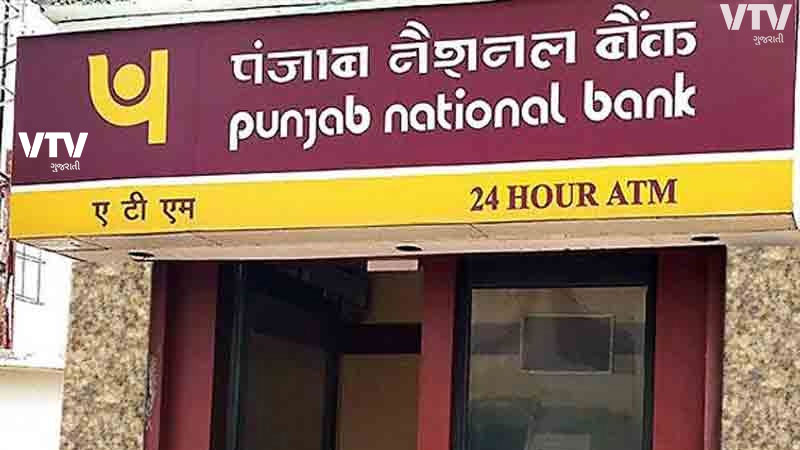 VTV
ગુજરાતી
पंजाब नैशनल बैंक
punjab national bank
VTV
ગુજરાતી
ए टी एम
24 HOUR ATM